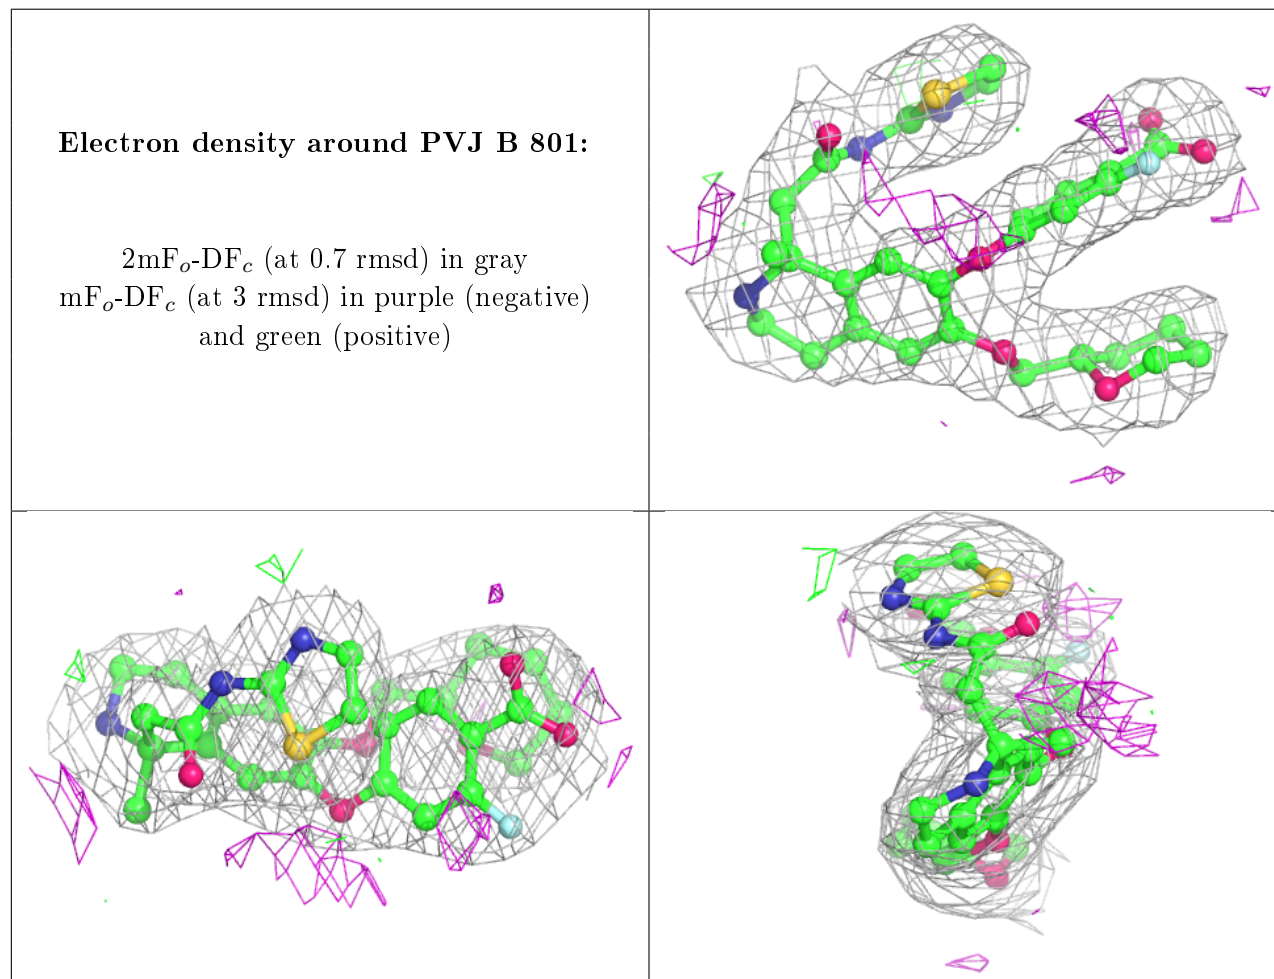 Electron density around PVJ B 801:
2mFo-DFc (at 0.7 rmsd) in gray
mFo-DFc (at 3 rmsd) in purple (negative)
and green (positive)